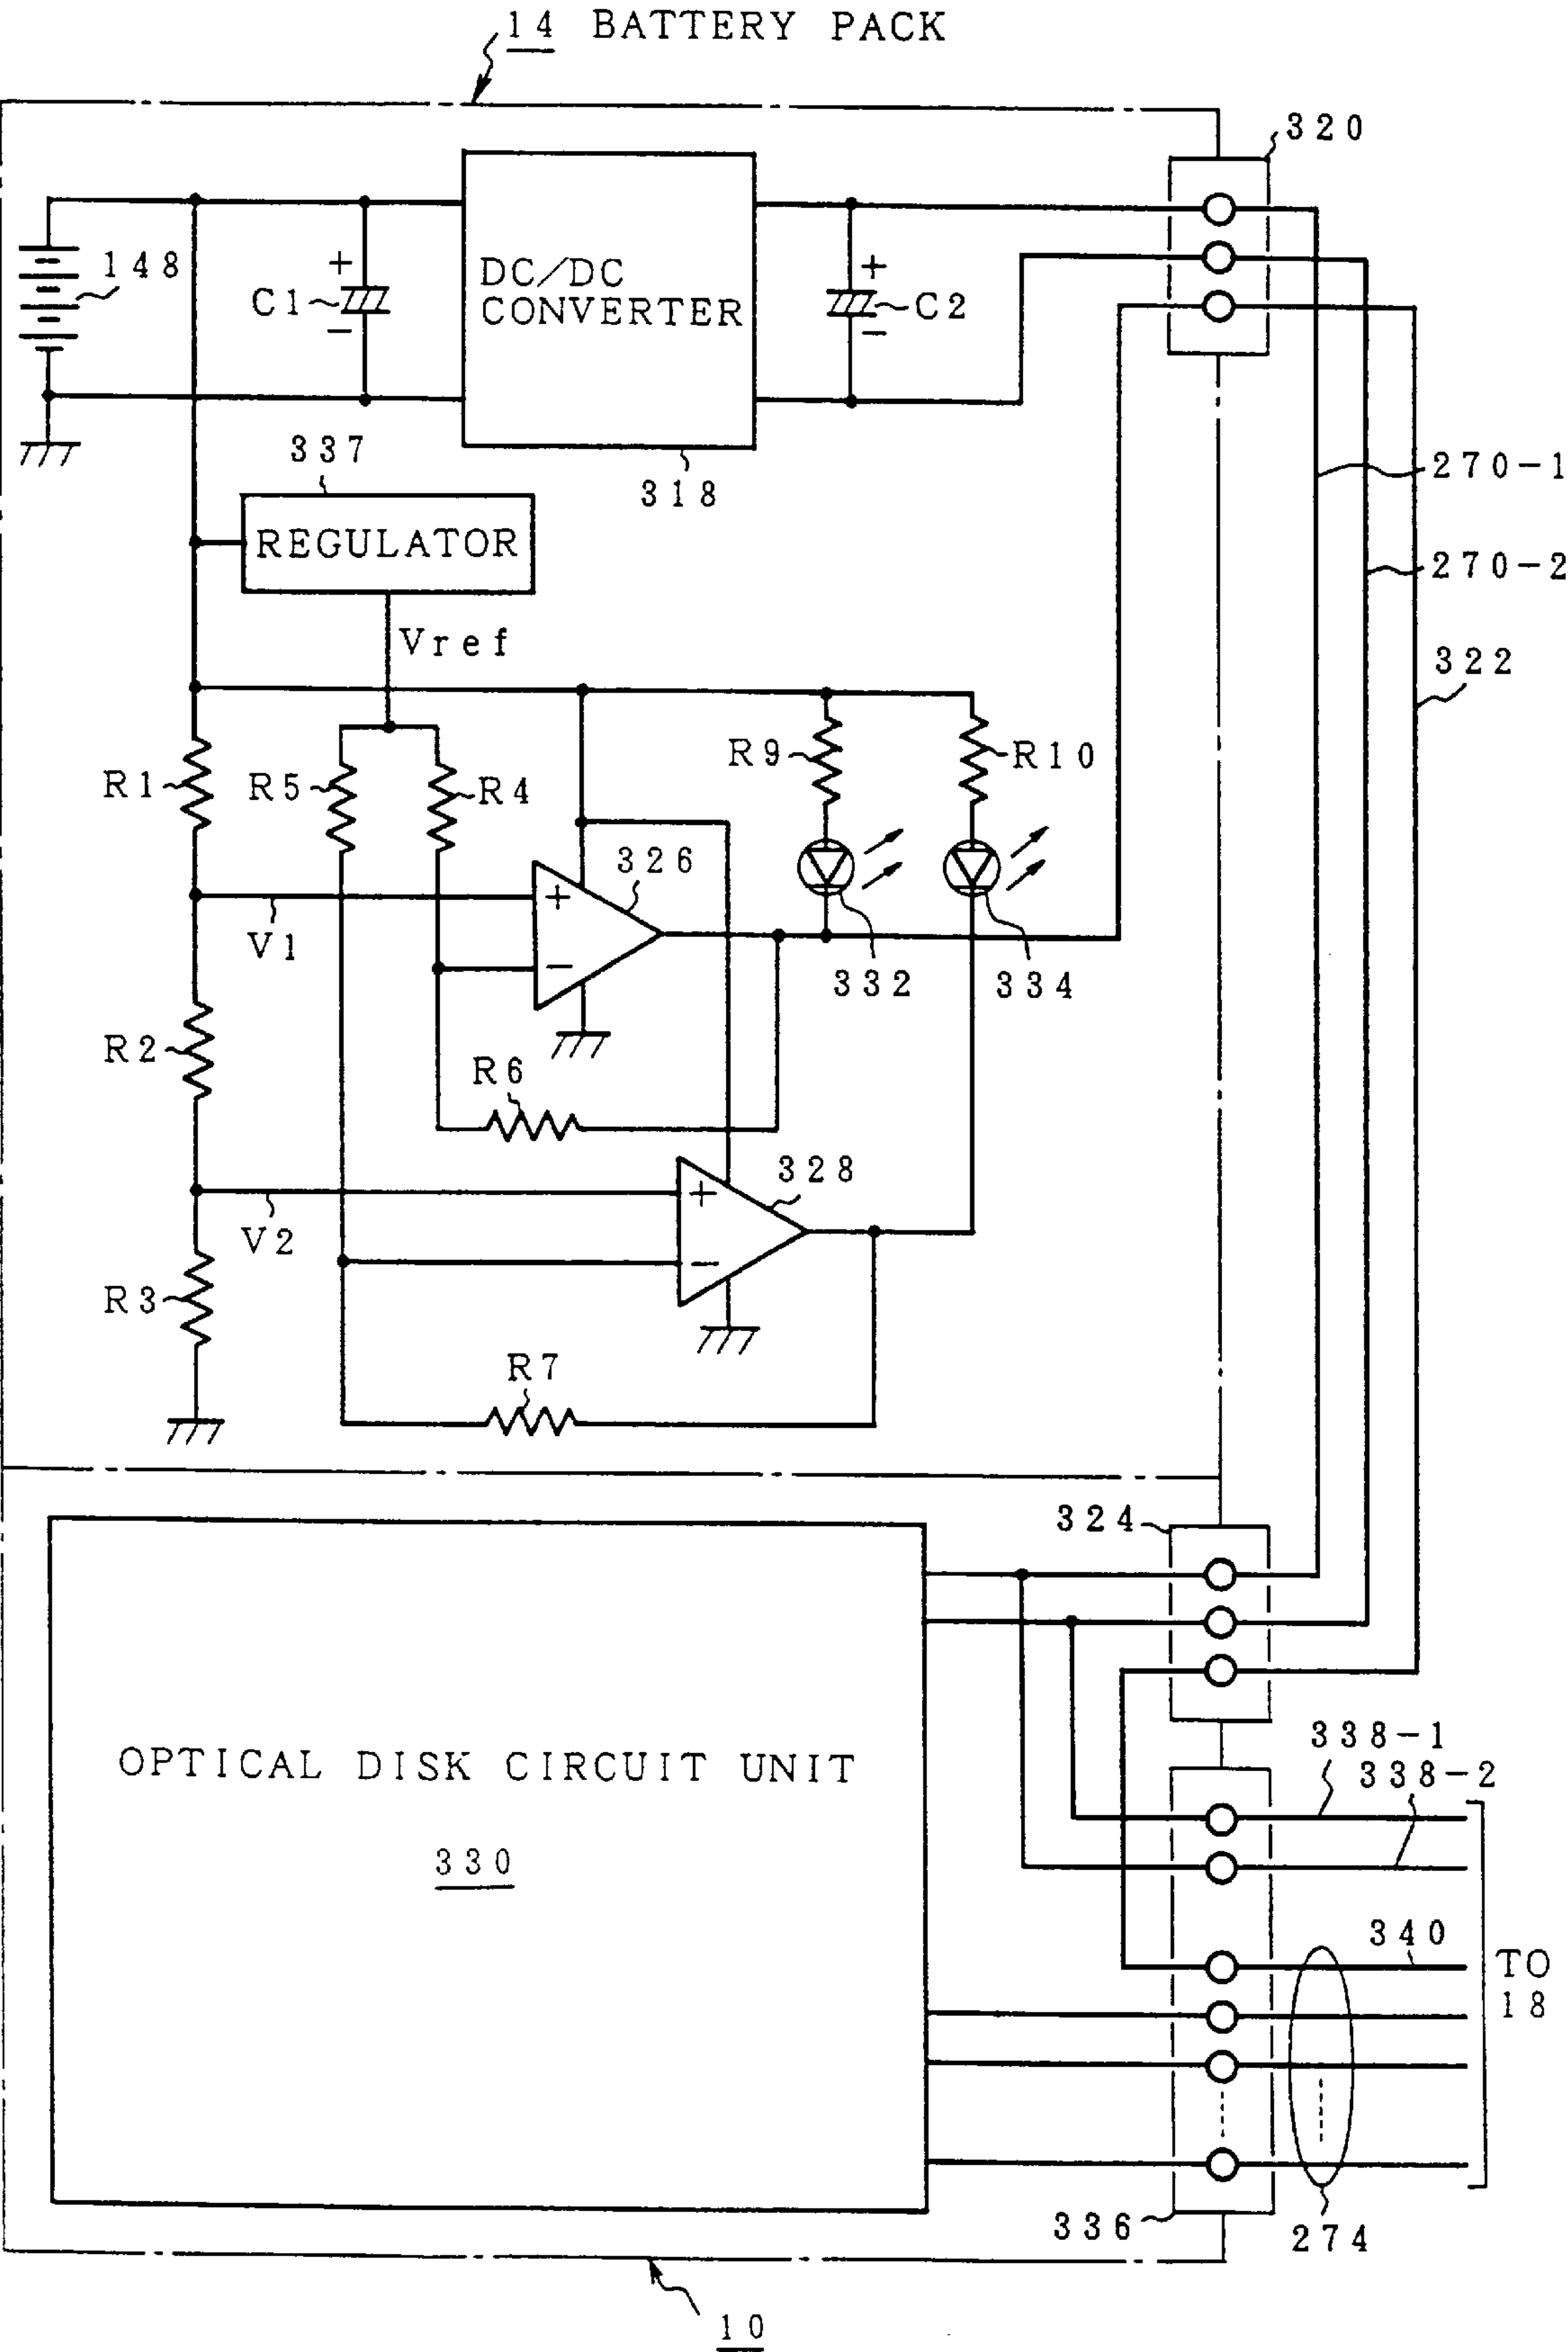 14 BATTERY PACK
320
148
+
C1
−
DC/DC
CONVERTER
+
C2
−
337
318
270-1
REGULATOR
270-2
Vref
322
R1
R5
R4
R9
R10
326
+
V1
−
332
334
R2
R6
328
+
V2
−
R3
R7
324
OPTICAL DISK CIRCUIT UNIT
338-1
338-2
330
340
TO
18
336
274
10